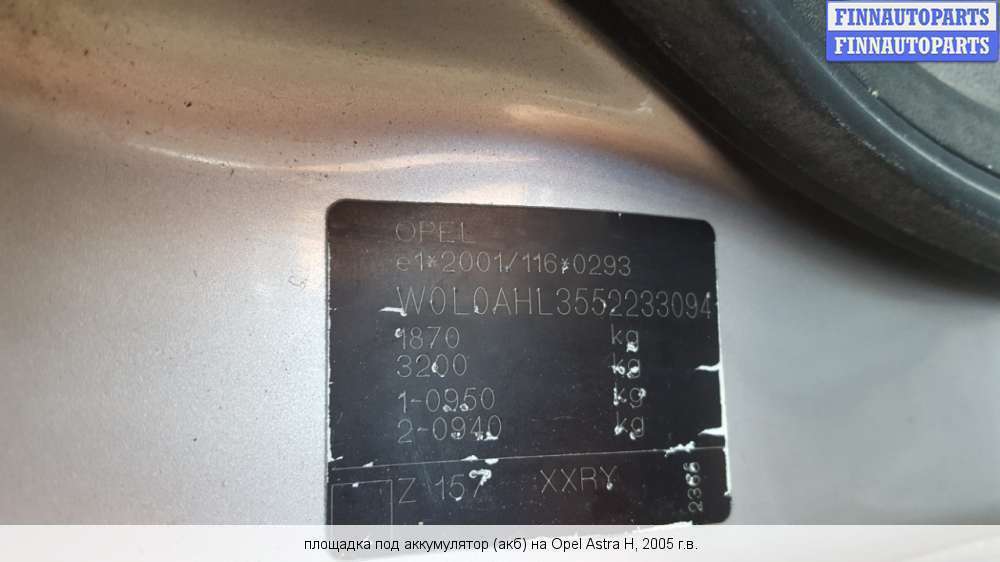 FINNAUTOPARTS
FINNAUTOPARTS
OPEL
e1*2001/116*0293
W0L0AHL3552233094
1870 kg
3200 kg
1-0950 kg
2-0940 kg
Z 157 XXRY
2366
площадка под аккумулятор (акб) на Opel Astra H, 2005 г.в.